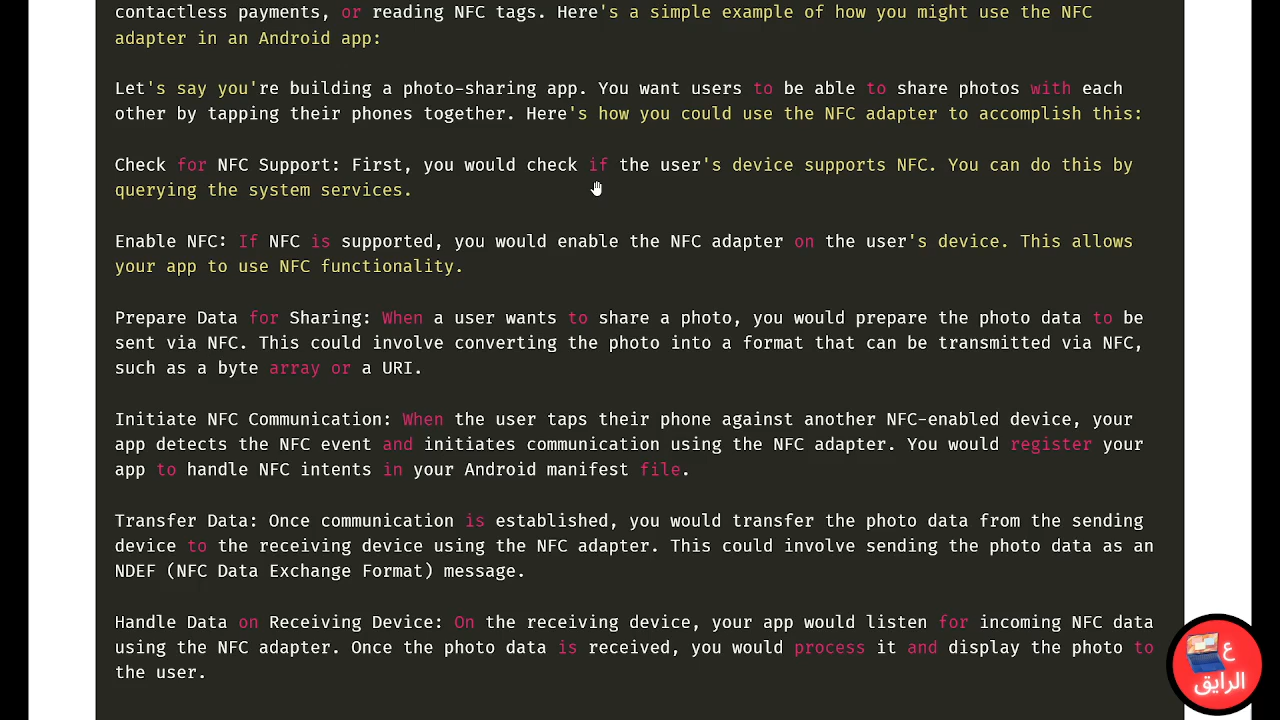 contactless payments, or reading NFC tags. Here's a simple example of how you might use the NFC
adapter in an Android app:
Let's say you're building a photo-sharing app. You want users to be able to share photos with each
other by tapping their phones together. Here's how you could use the NFC adapter to accomplish this:
Check for NFC Support: First, you would check if the user's device supports NFC. You can do this by
querying the system services.
Enable NFC: If NFC is supported, you would enable the NFC adapter on the user's device. This allows
your app to use NFC functionality.
Prepare Data for Sharing: When a user wants to share a photo, you would prepare the photo data to be
sent via NFC. This could involve converting the photo into a format that can be transmitted via NFC,
such as a byte array or a URI.
Initiate NFC Communication: When the user taps their phone against another NFC-enabled device, your
app detects the NFC event and initiates communication using the NFC adapter. You would register your
app to handle NFC intents in your Android manifest file.
Transfer Data: Once communication is established, you would transfer the photo data from the sending
device to the receiving device using the NFC adapter. This could involve sending the photo data as an
NDEF (NFC Data Exchange Format) message.
Handle Data on Receiving Device: On the receiving device, your app would listen for incoming NFC data
using the NFC adapter. Once the photo data is received, you would process it and display the photo to
the user.
ع
الرايق